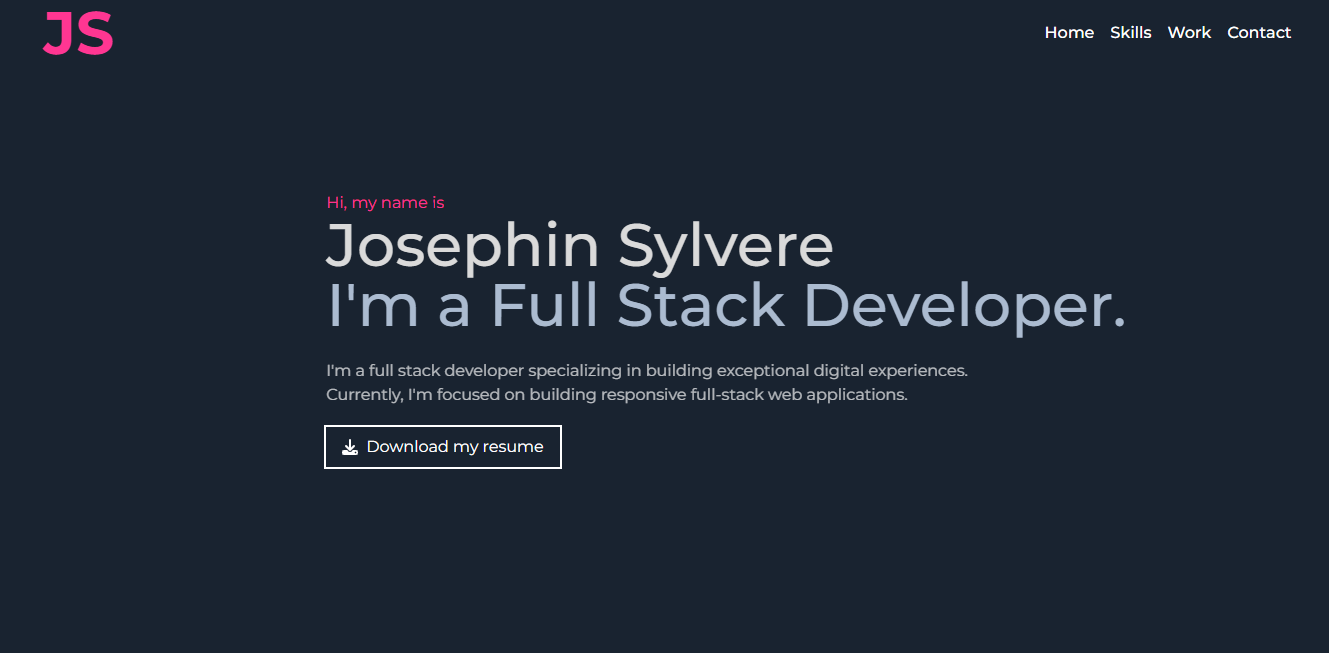 JS
Home Skills Work Contact
Hi, my name is
Josephin Sylvere
I'm a Full Stack Developer.
I'm a full stack developer specializing in building exceptional digital experiences.
Currently, I'm focused on building responsive full-stack web applications.
Download my resume